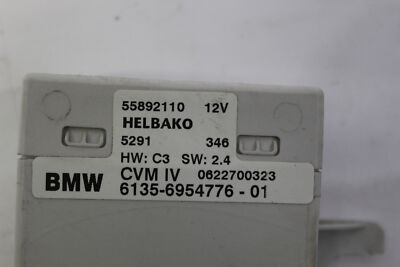 55892110 12V
HELBAKO
5291 346
HW: C3 SW: 2.4
BMW CVM IV 0622700323
6135-6954776 - 01